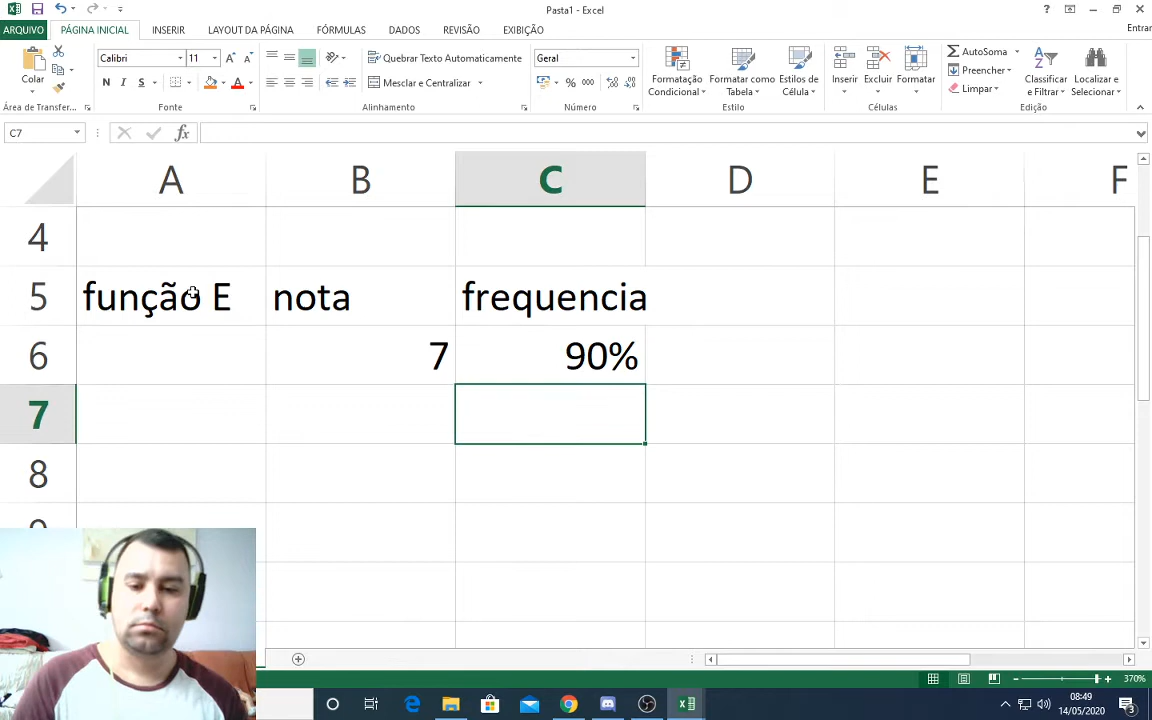 Pasta1 - Excel
Entrar
ARQUIVO PÁGINA INICIAL INSERIR LAYOUT DA PÁGINA FÓRMULAS DADOS REVISÃO EXIBIÇÃO
Colar
Calibri 11
N I S
Quebrar Texto Automaticamente
Mesclar e Centralizar
Geral
% 000
Formatação Condicional
Formatar como Tabela
Estilos de Célula
Inserir
Excluir
Formatar
AutoSoma
Preencher
Limpar
Classificar e Filtrar
Localizar e Selecionar
Área de Transfer...
Fonte
Alinhamento
Número
Estilo
Células
Edição
C7
fx
A B C D E F
4
5 função E nota frequencia
6 7 90%
7
8
370%
08:49
14/05/2020
3